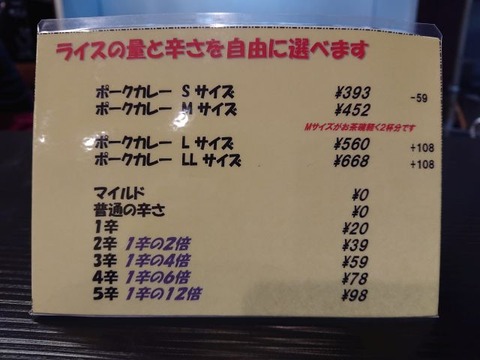 ライスの量と辛さを自由に選べます
ポークカレー Sサイズ ¥393 -59
ポークカレー Mサイズ ¥452
Mサイズがお茶碗軽く2杯分です
ポークカレー Lサイズ ¥560 +108
ポークカレー LLサイズ ¥668 +108
マイルド ¥0
普通の辛さ ¥0
1辛 ¥20
2辛 1辛の2倍 ¥39
3辛 1辛の4倍 ¥59
4辛 1辛の6倍 ¥78
5辛 1辛の12倍 ¥98